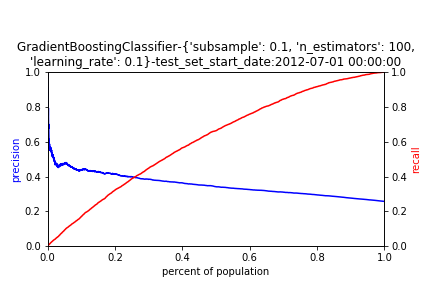 GradientBoostingClassifier-{'subsample': 0.1, 'n_estimators': 100,
'learning_rate': 0.1}-test_set_start_date:2012-07-01 00:00:00
1.0
0.8
0.6
0.4
0.2
0.0
precision
1.0
0.8
0.6
0.4
0.2
0.0
recall
0.0 0.2 0.4 0.6 0.8 1.0
percent of population